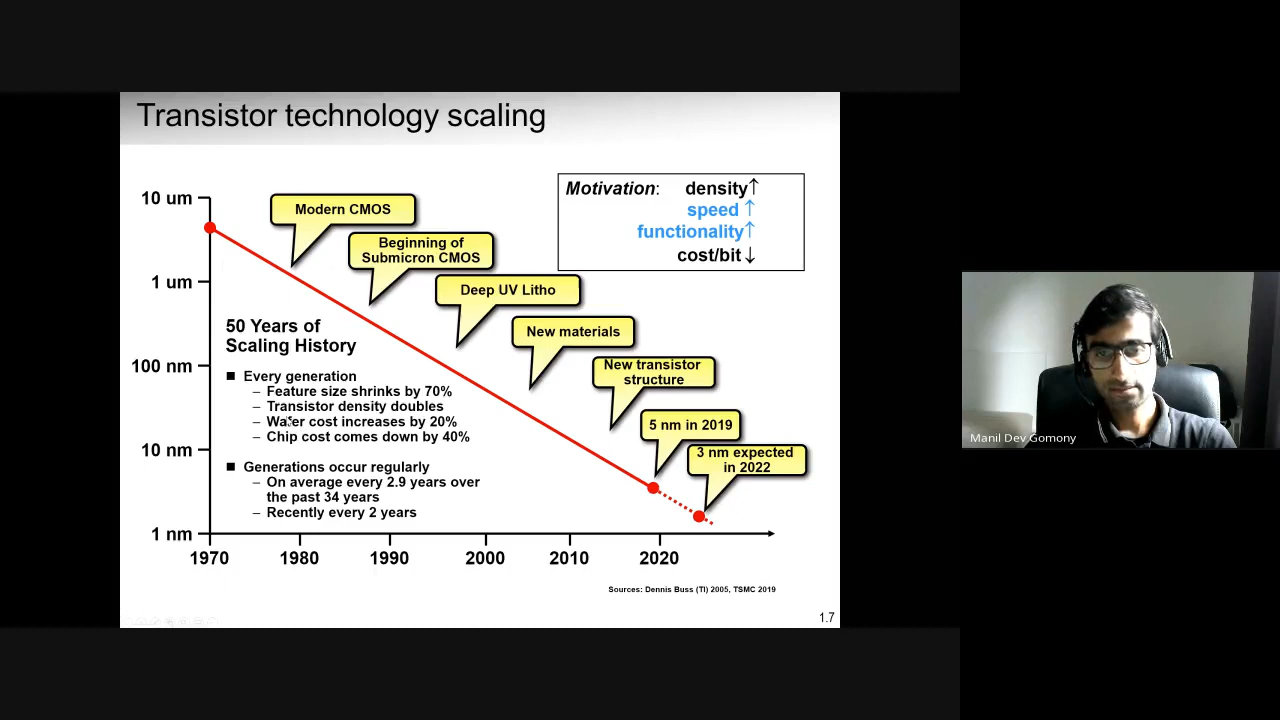 Transistor technology scaling
Motivation: density↑
speed ↑
functionality↑
cost/bit↓
10 um
1 um
100 nm
10 nm
1 nm
1970
1980
1990
2000
2010
2020
Modern CMOS
Beginning of
Submicron CMOS
Deep UV Litho
New materials
New transistor
structure
5 nm in 2019
3 nm expected
in 2022
50 Years of
Scaling History
■ Every generation
– Feature size shrinks by 70%
– Transistor density doubles
– Wafer cost increases by 20%
– Chip cost comes down by 40%
■ Generations occur regularly
– On average every 2.9 years over
the past 34 years
– Recently every 2 years
Sources: Dennis Buss (TI) 2005, TSMC 2019
1.7
Manil Dev Gomony